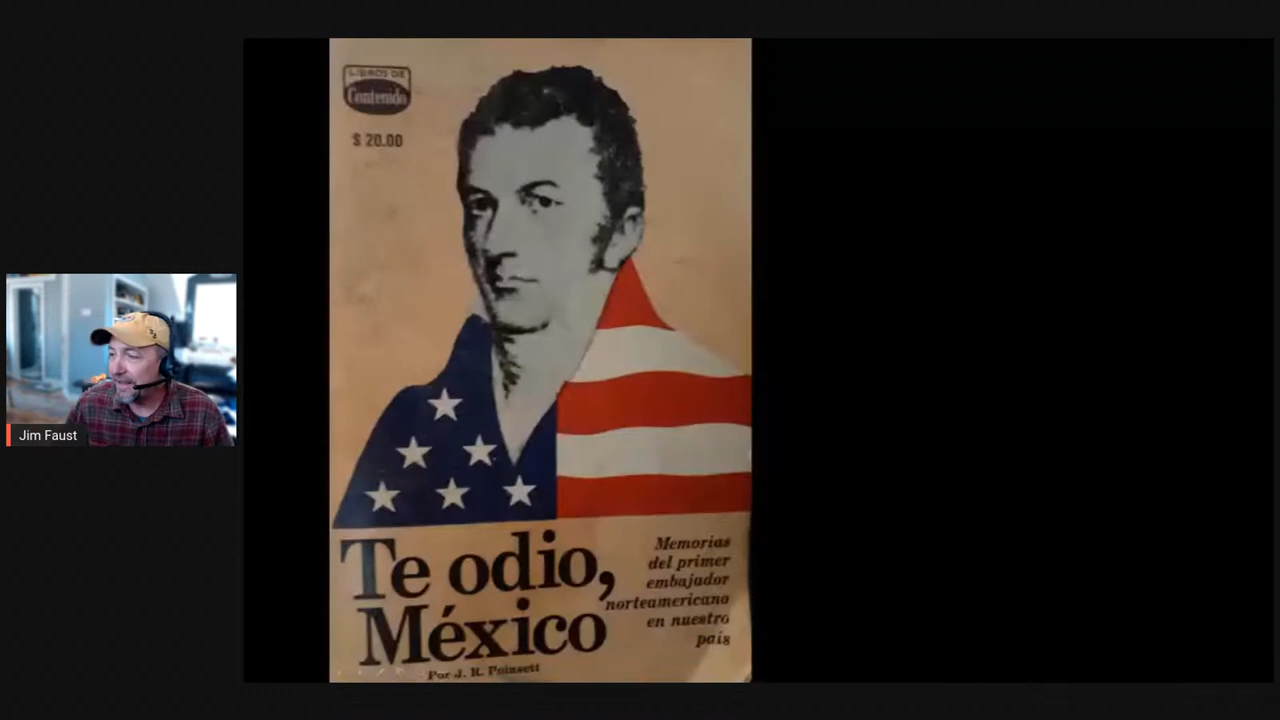 LIBROS DE
Contenido
$ 20.00
Jim Faust
Te odio,
México
Memorias
del primer
embajador
norteamericano
en nuestro
país
Por J. R. Poinsett